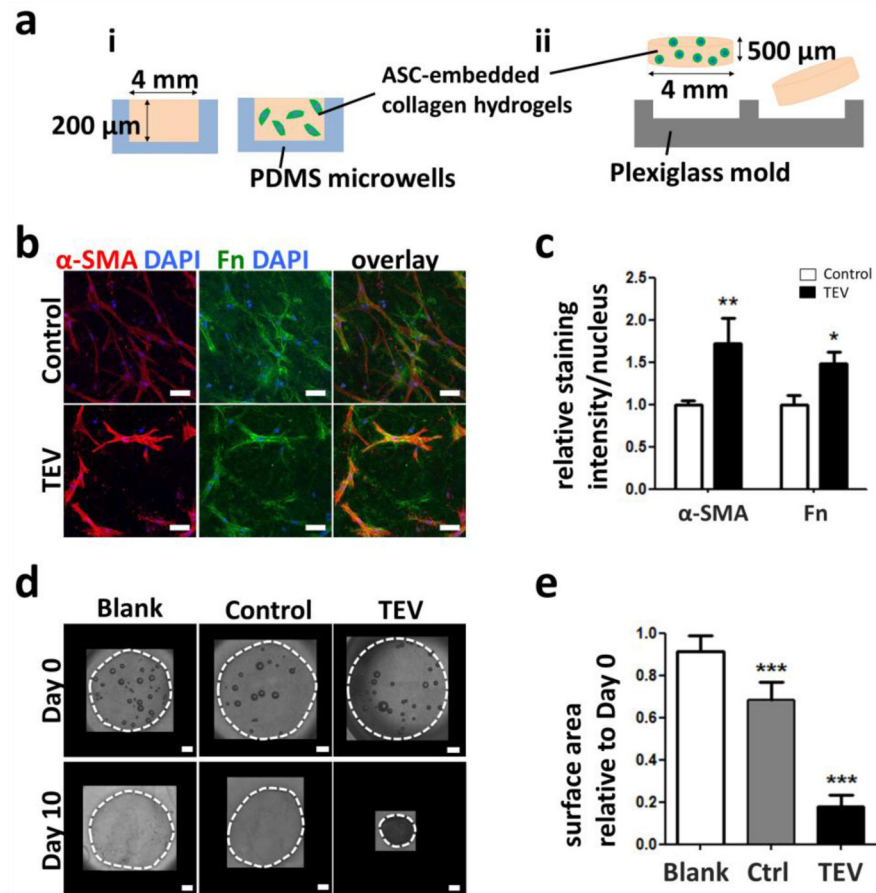 a
i
ii
4 mm
200 μm
ASC-embedded
collagen hydrogels
PDMS microwells
500 μm
4 mm
Plexiglass mold
b
α-SMA DAPI Fn DAPI overlay
Control
TEV
c
relative staining
intensity/nucleus
2.5
2.0
1.5
1.0
0.5
0.0
Control
TEV
**
*
α-SMA Fn
d
Blank Control TEV
Day 0
Day 10
e
surface area
relative to Day 0
1.0
0.8
0.6
0.4
0.2
0.0
***
***
Blank Ctrl TEV